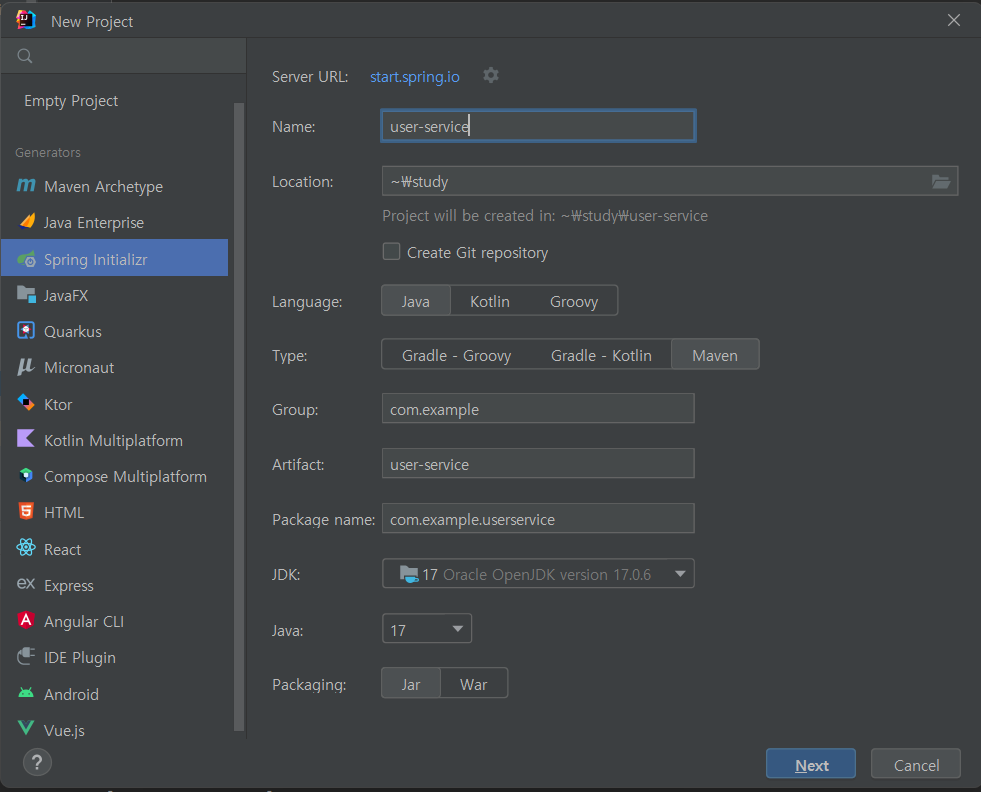 New Project
Empty Project
Generators
Maven Archetype
Java Enterprise
Spring Initializr
JavaFX
Quarkus
Micronaut
Ktor
Kotlin Multiplatform
Compose Multiplatform
HTML
React
Express
Angular CLI
IDE Plugin
Android
Vue.js
?
Server URL: start.spring.io
Name: user-service
Location: ~₩study
Project will be created in: ~₩study₩user-service
Create Git repository
Language: Java Kotlin Groovy
Type: Gradle - Groovy Gradle - Kotlin Maven
Group: com.example
Artifact: user-service
Package name: com.example.userservice
JDK: 17 Oracle OpenJDK version 17.0.6
Java: 17
Packaging: Jar War
Next Cancel